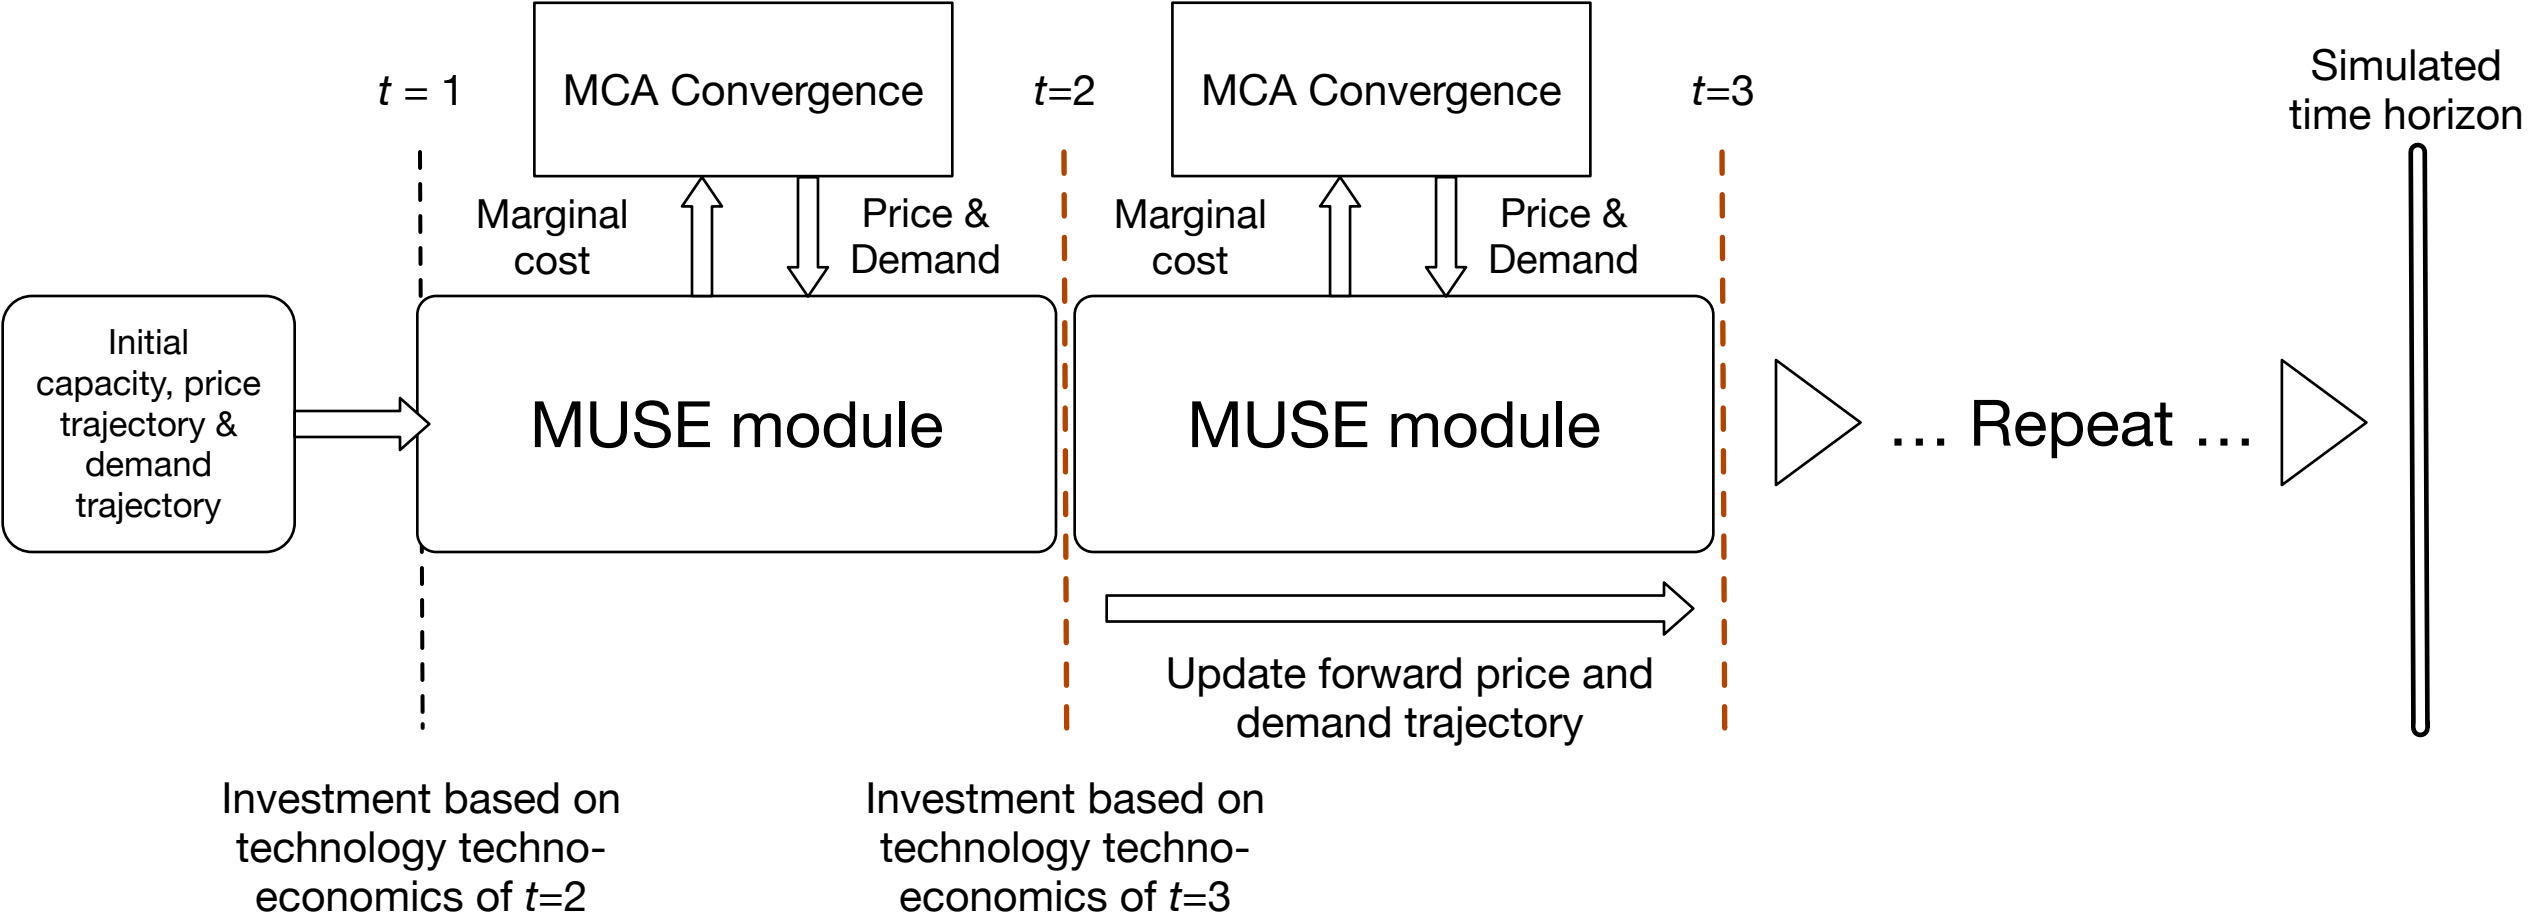 t = 1
MCA Convergence
t=2
MCA Convergence
t=3
Simulated
time horizon
Marginal
cost
Price &
Demand
Marginal
cost
Price &
Demand
Initial
capacity, price
trajectory &
demand
trajectory
MUSE module
MUSE module
... Repeat ...
Update forward price and
demand trajectory
Investment based on
technology techno-
economics of t=2
Investment based on
technology techno-
economics of t=3